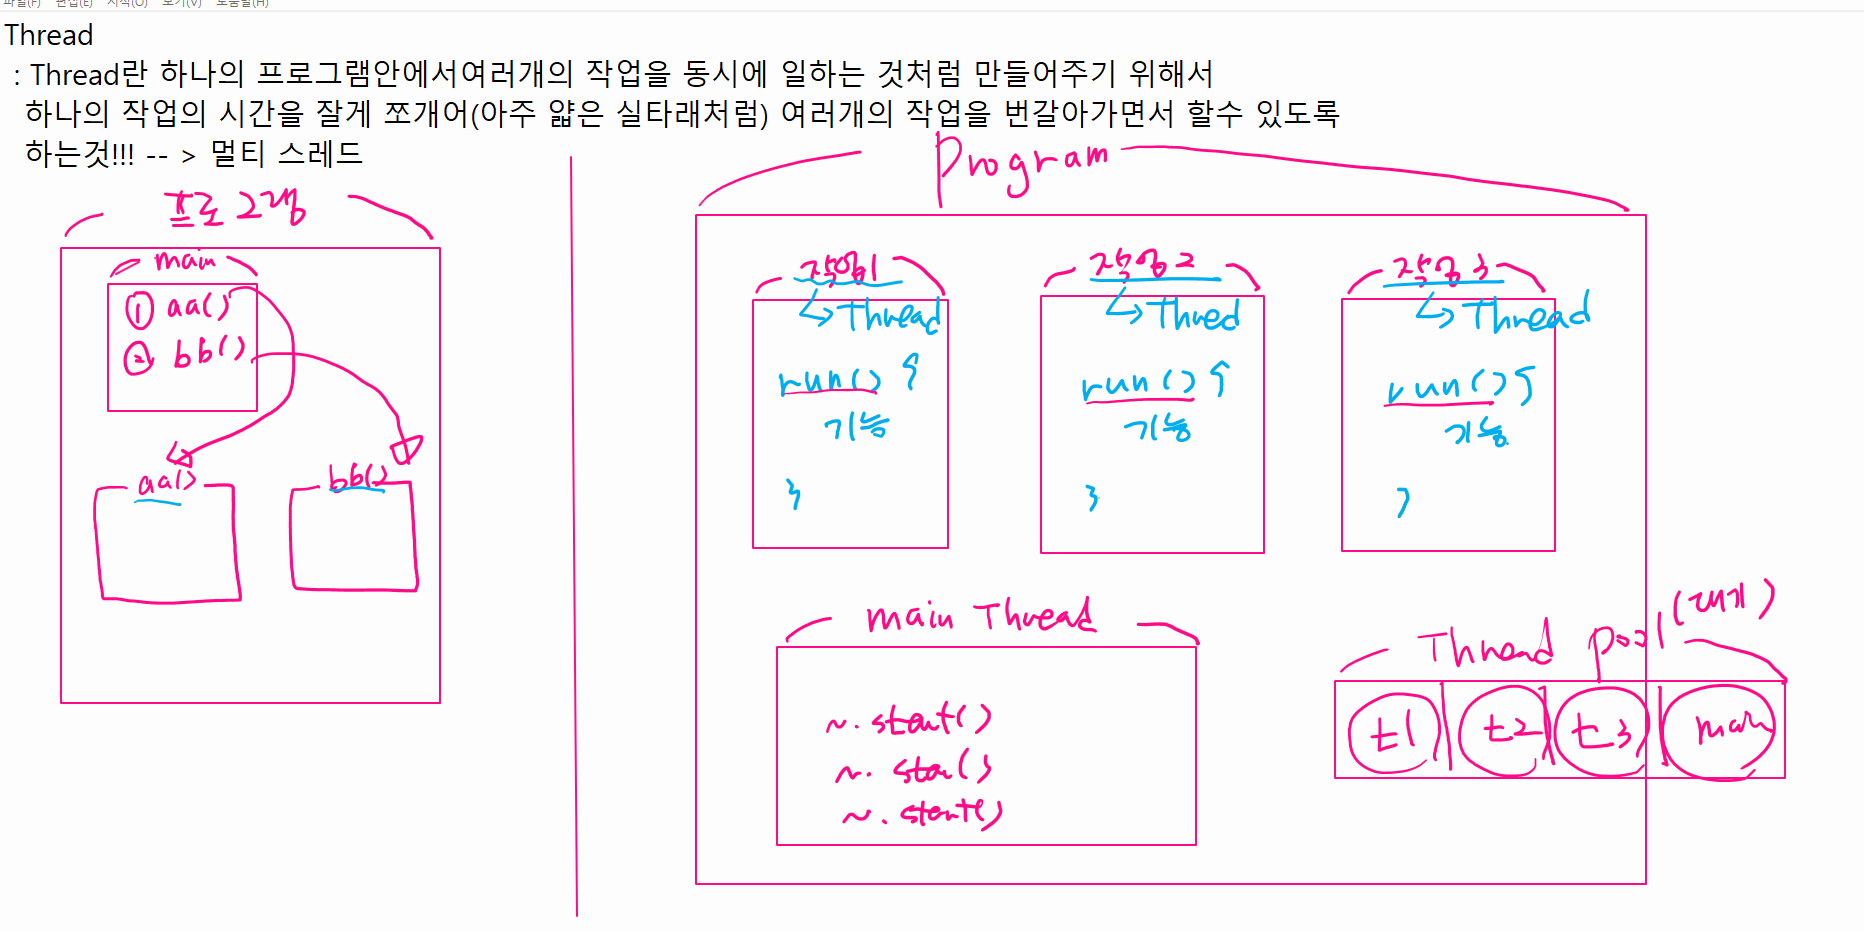 파일(F) 편집(E) 서식(O) 보기(V) 도움말(H)
Thread
: Thread란 하나의 프로그램안에서여러개의 작업을 동시에 일하는 것처럼 만들어주기 위해서
하나의 작업의 시간을 잘게 쪼개어(아주 얇은 실타래처럼) 여러개의 작업을 번갈아가면서 할수 있도록
하는것!!! -- > 멀티 스레드
프로그램
main
① aa()
② bb()
aa()
bb()
Program
작업1
Thread
run() {
기능
}
작업2
Thred
run() {
기능
}
작업3
Thread
run() {
기능
}
main Thread
~. start()
~. sta()
~. start()
Thread pool (대게)
t1 t2 t3 main